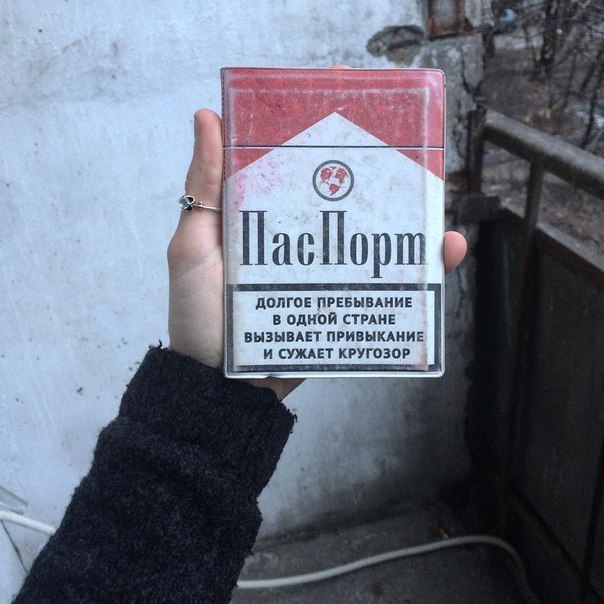 ПасПорт
ДОЛГОЕ ПРЕБЫВАНИЕ
В ОДНОЙ СТРАНЕ
ВЫЗЫВАЕТ ПРИВЫКАНИЕ
И СУЖАЕТ КРУГОЗОР